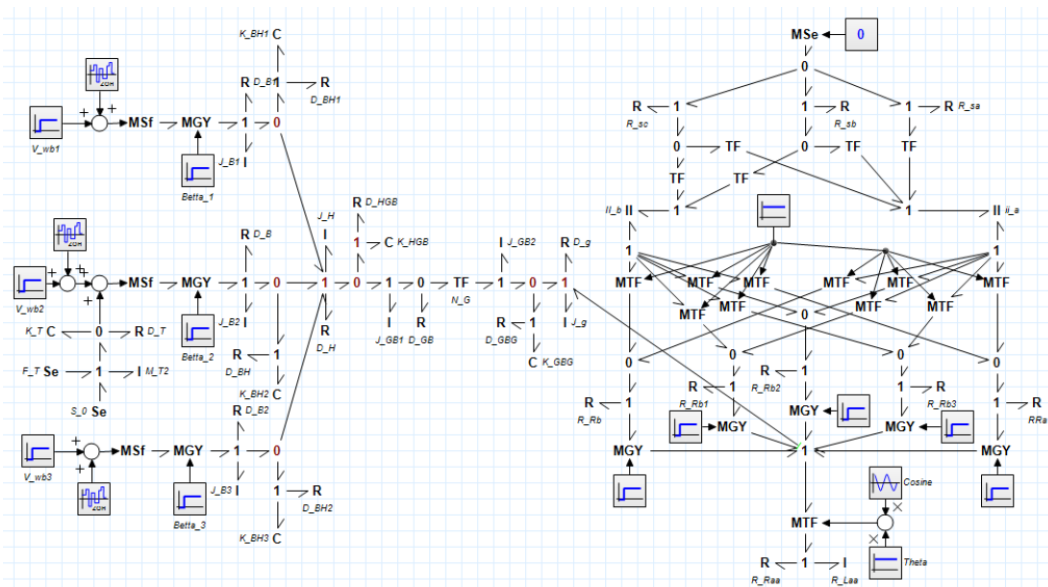 K_BH1 C
MSe 0
0
R D_B 1 R
D_BH1
R 1 1 R 1 R R_sa
R_sc R_sb
V_wb1 + + MSf MGY 1 0
0 TF 0 TF TF
J_B1 I
TF TF
Betta_1
R D_HGB
J_H
II_b II 1 1 II ii_a
I 1 C K_HGB
R D_B I J_GB2 R D_g
1 1
V_wb2 + + MSf MGY 1 0 1 0 1 0 TF 1 0 1
N_G
MTF MTF MTF MTF MTF MTF
MTF MTF MTF MTF
J_B2 I
K_T C 0 R D_T
Betta_2
R I R R 1 I J_g
D_H J_GB1 D_GB D_GBG
0
R 1 C K_GBG
D_BH
0 0 0 0
F_T Se 1 I M_T2
K_BH2 C
S_0 Se
R D_B2
R 1 R 1 R 1 1 R 1 R
R_Rb R_Rb1 R_Rb2 R_Rb3 RRa
MGY MGY MGY
V_wb3 + + MSf MGY 1 0
MGY 1 MGY
J_B3 I 1 R
D_BH2
Betta_3
K_BH3 C
Cosine
MTF
Theta
R 1 I
R_Raa R_Laa